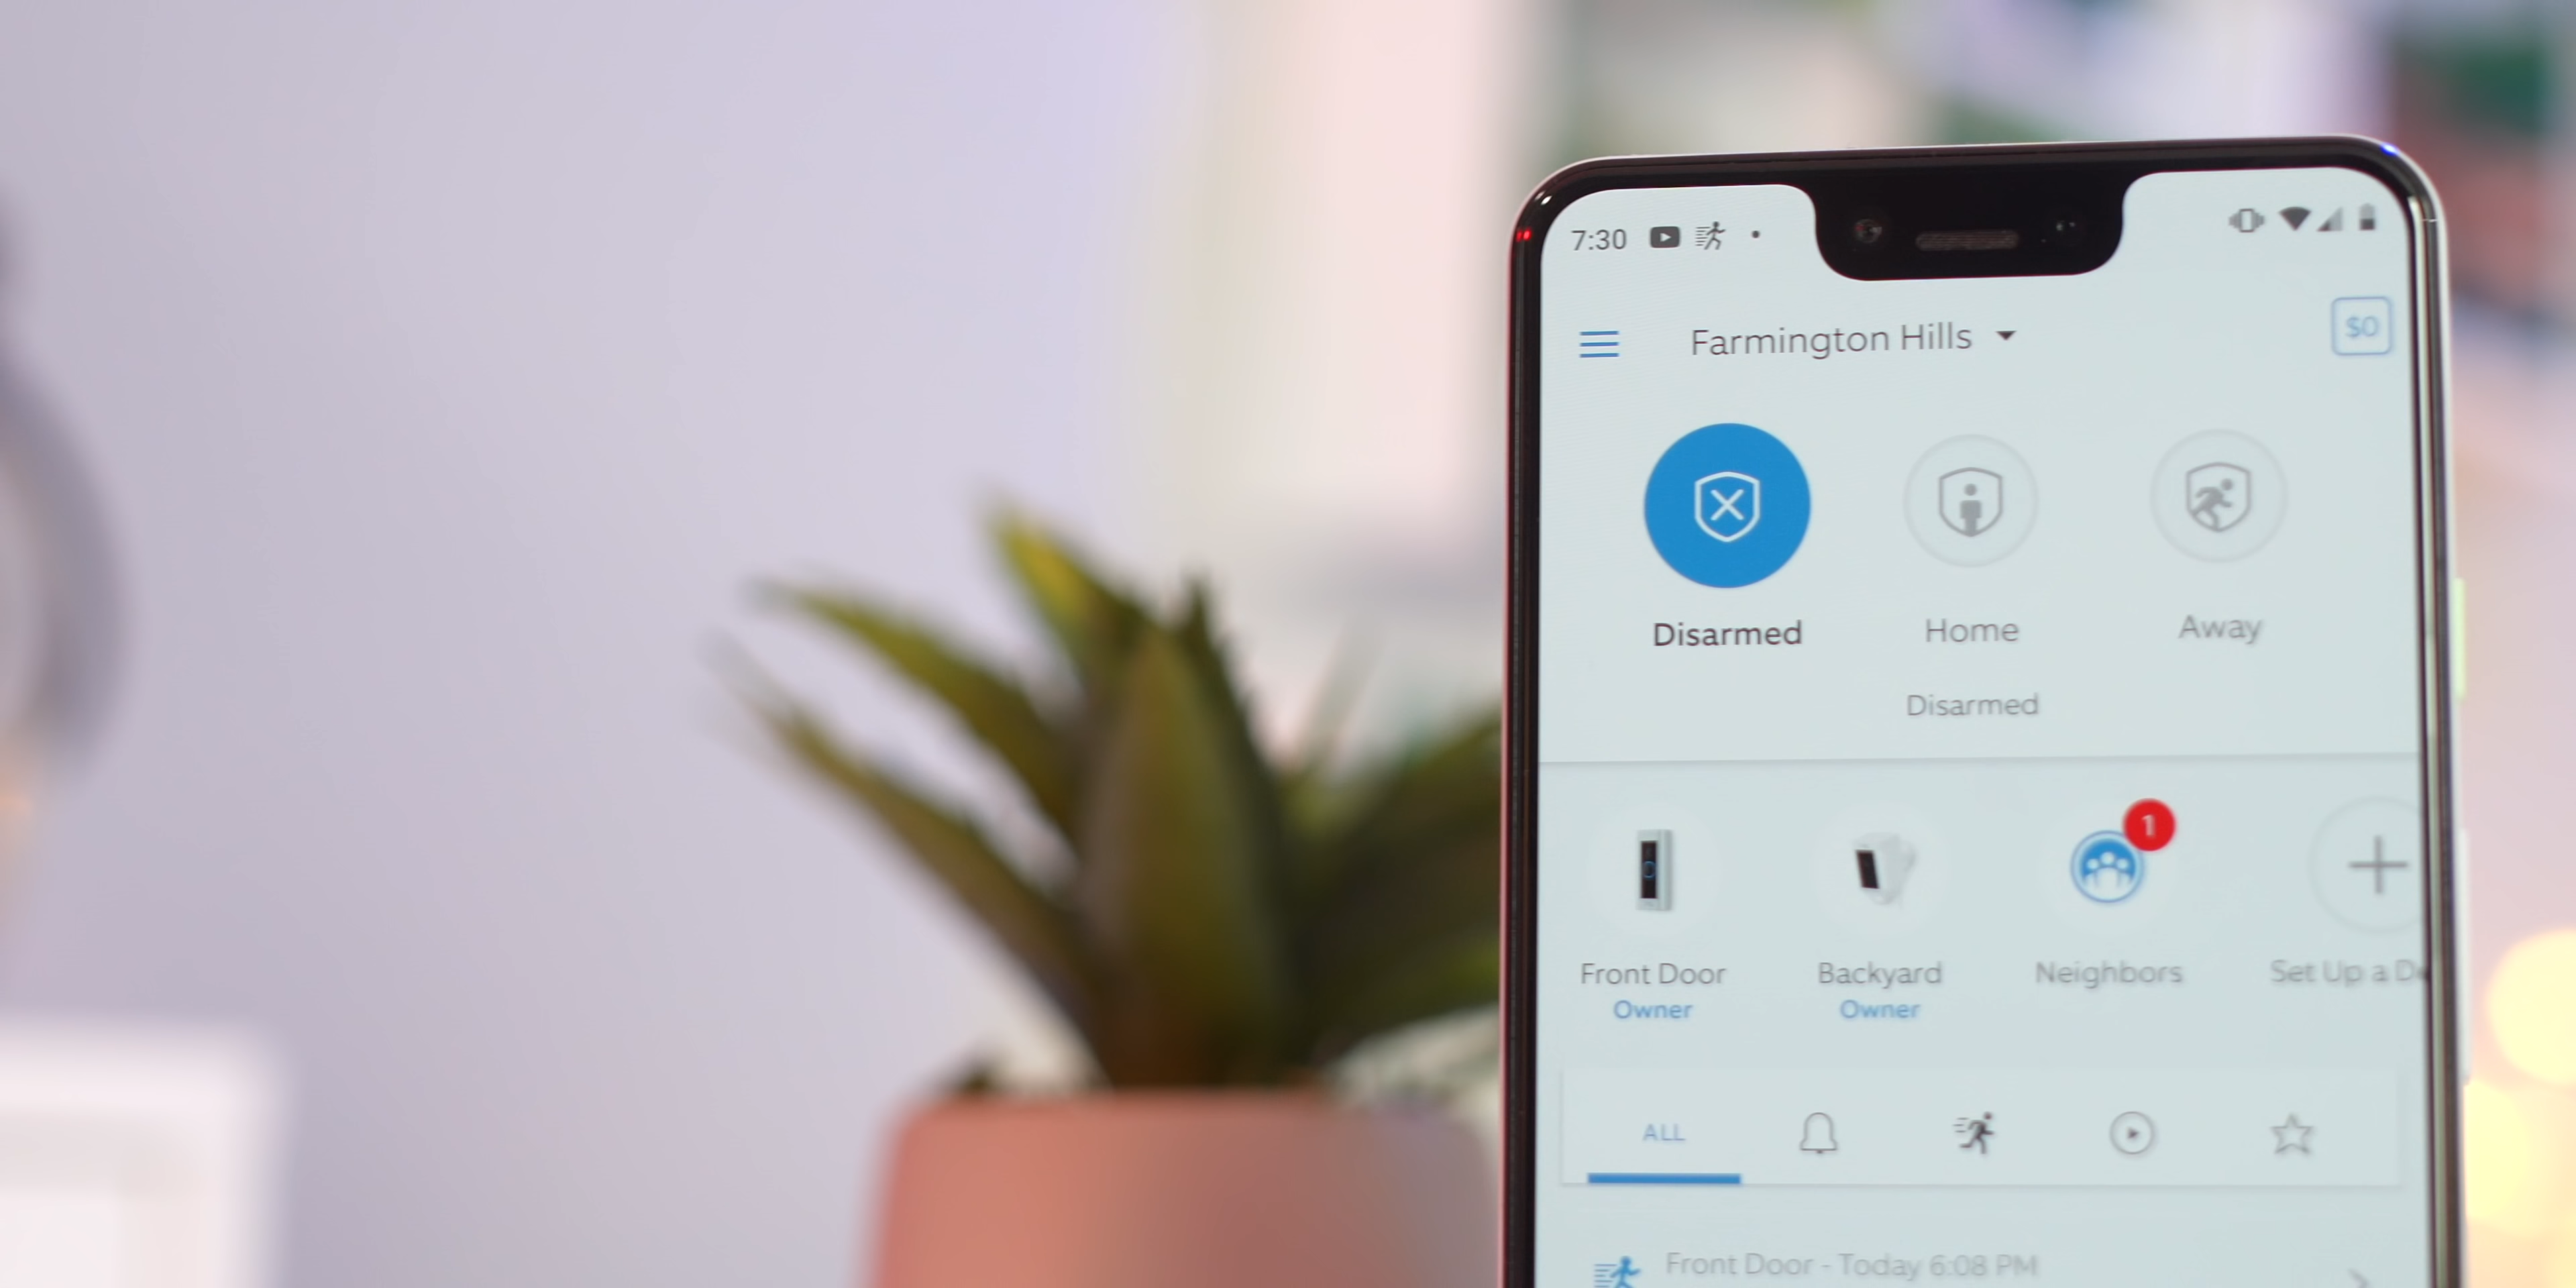 7:30
Farmington Hills
$0
Disarmed
Home
Away
Disarmed
1
Front Door
Owner
Backyard
Owner
Neighbors
Set Up a
ALL
Front Door - Today 6:08 PM